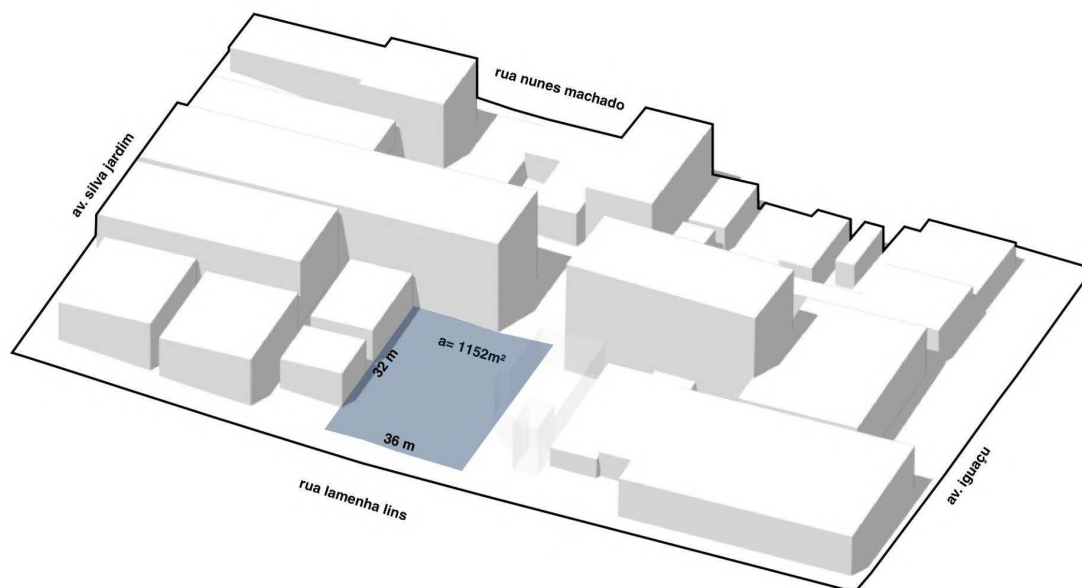 rua nunes machado
av. silva jardim
a= 1152m²
32 m
36 m
rua lamenha lins
av. iguaçu